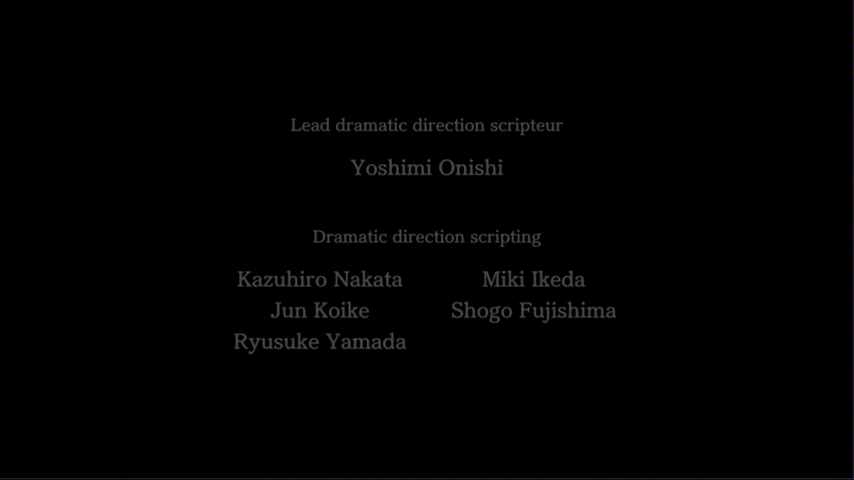 Lead dramatic direction scripteur
Yoshimi Onishi
Dramatic direction scripting
Kazuhiro Nakata Miki Ikeda
Jun Koike Shogo Fujishima
Ryusuke Yamada